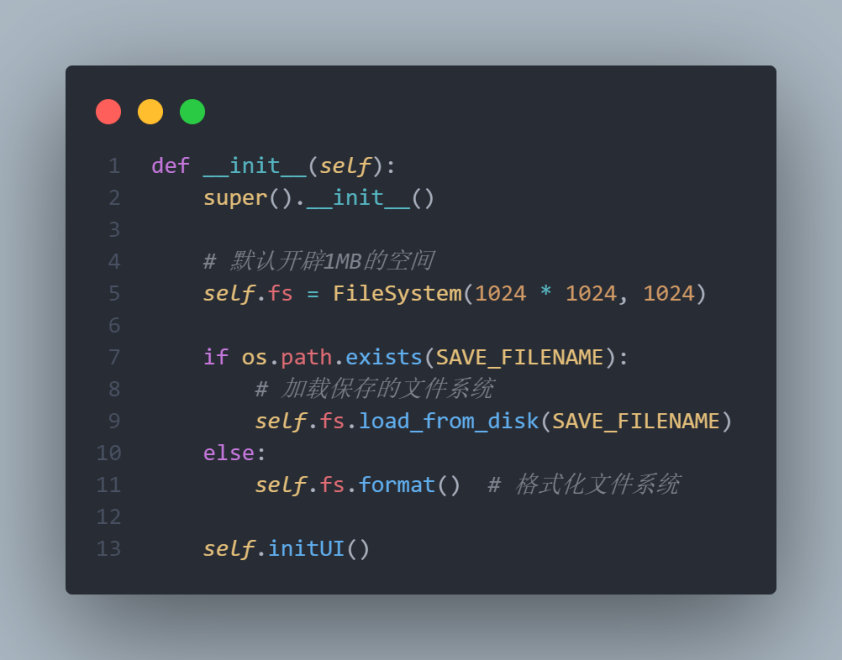 1 def __init__(self):
2     super().__init__()
3
4     # 默认开辟1MB的空间
5     self.fs = FileSystem(1024 * 1024, 1024)
6
7     if os.path.exists(SAVE_FILENAME):
8         # 加载保存的文件系统
9         self.fs.load_from_disk(SAVE_FILENAME)
10     else:
11         self.fs.format()  # 格式化文件系统
12
13     self.initUI()